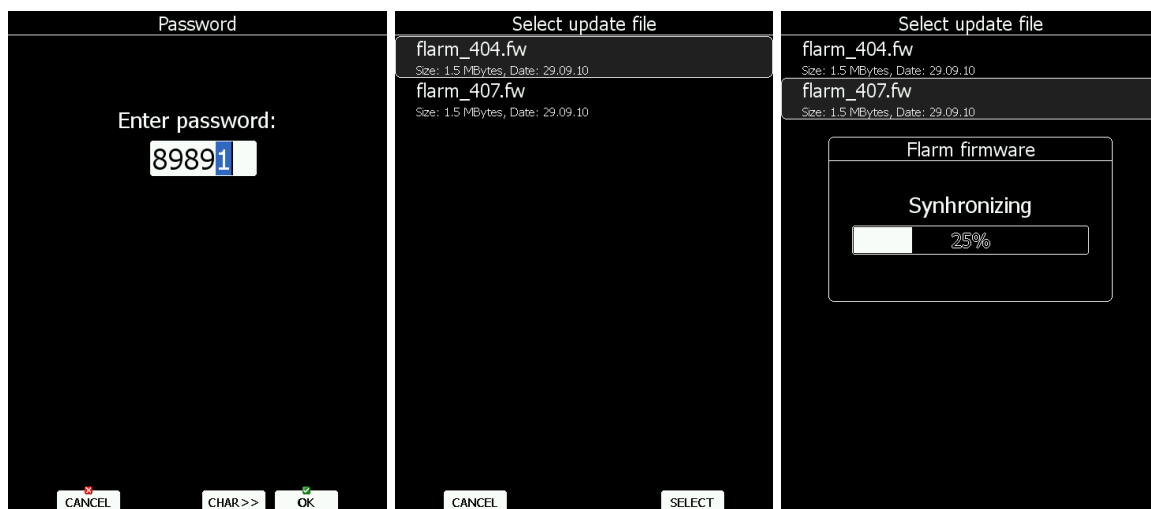 Password
Enter password:
89891
CANCEL
CHAR>>
OK
Select update file
flarm_404.fw
Size: 1.5 MBytes, Date: 29.09.10
flarm_407.fw
Size: 1.5 MBytes, Date: 29.09.10
CANCEL
SELECT
Select update file
flarm_404.fw
Size: 1.5 MBytes, Date: 29.09.10
flarm_407.fw
Size: 1.5 MBytes, Date: 29.09.10
Flarm firmware
Synhronizing
25%